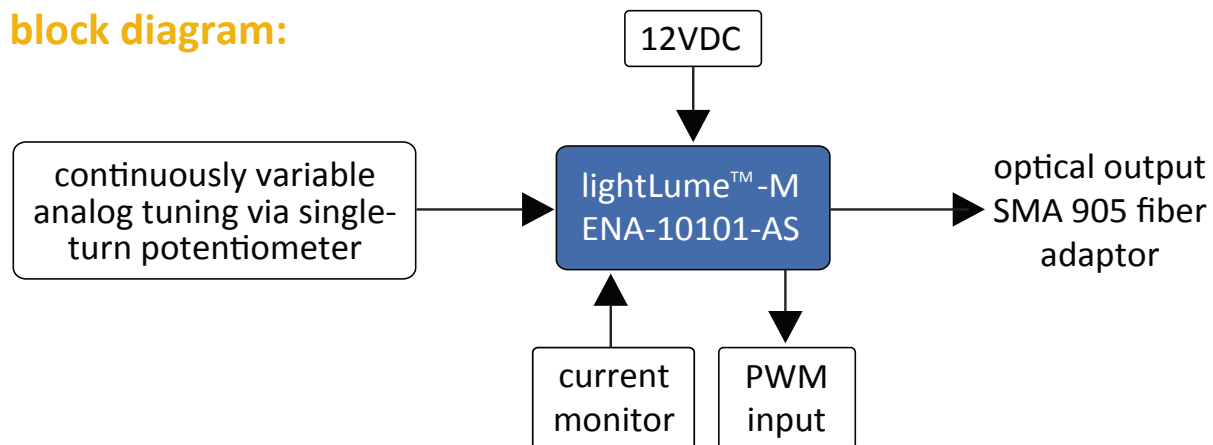 block diagram:
12VDC
continuously variable
analog tuning via single-
turn potentiometer
lightLume™-M
ENA-10101-AS
optical output
SMA 905 fiber
adaptor
current
monitor
PWM
input